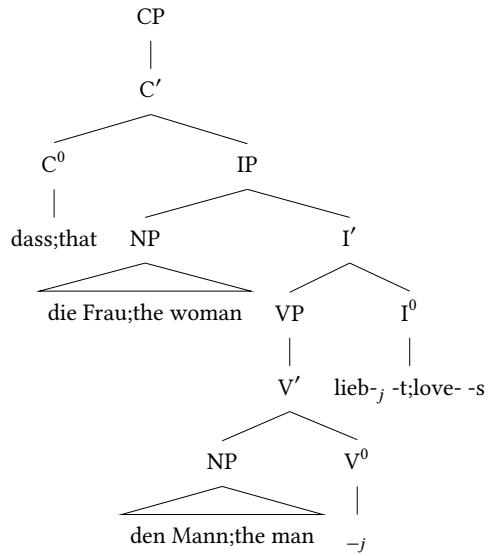 CP
C′
C⁰ IP
dass;that NP I′
die Frau;the woman VP I⁰
V′ lieb-ⱼ -t;love- -s
NP V⁰
den Mann;the man −ⱼ